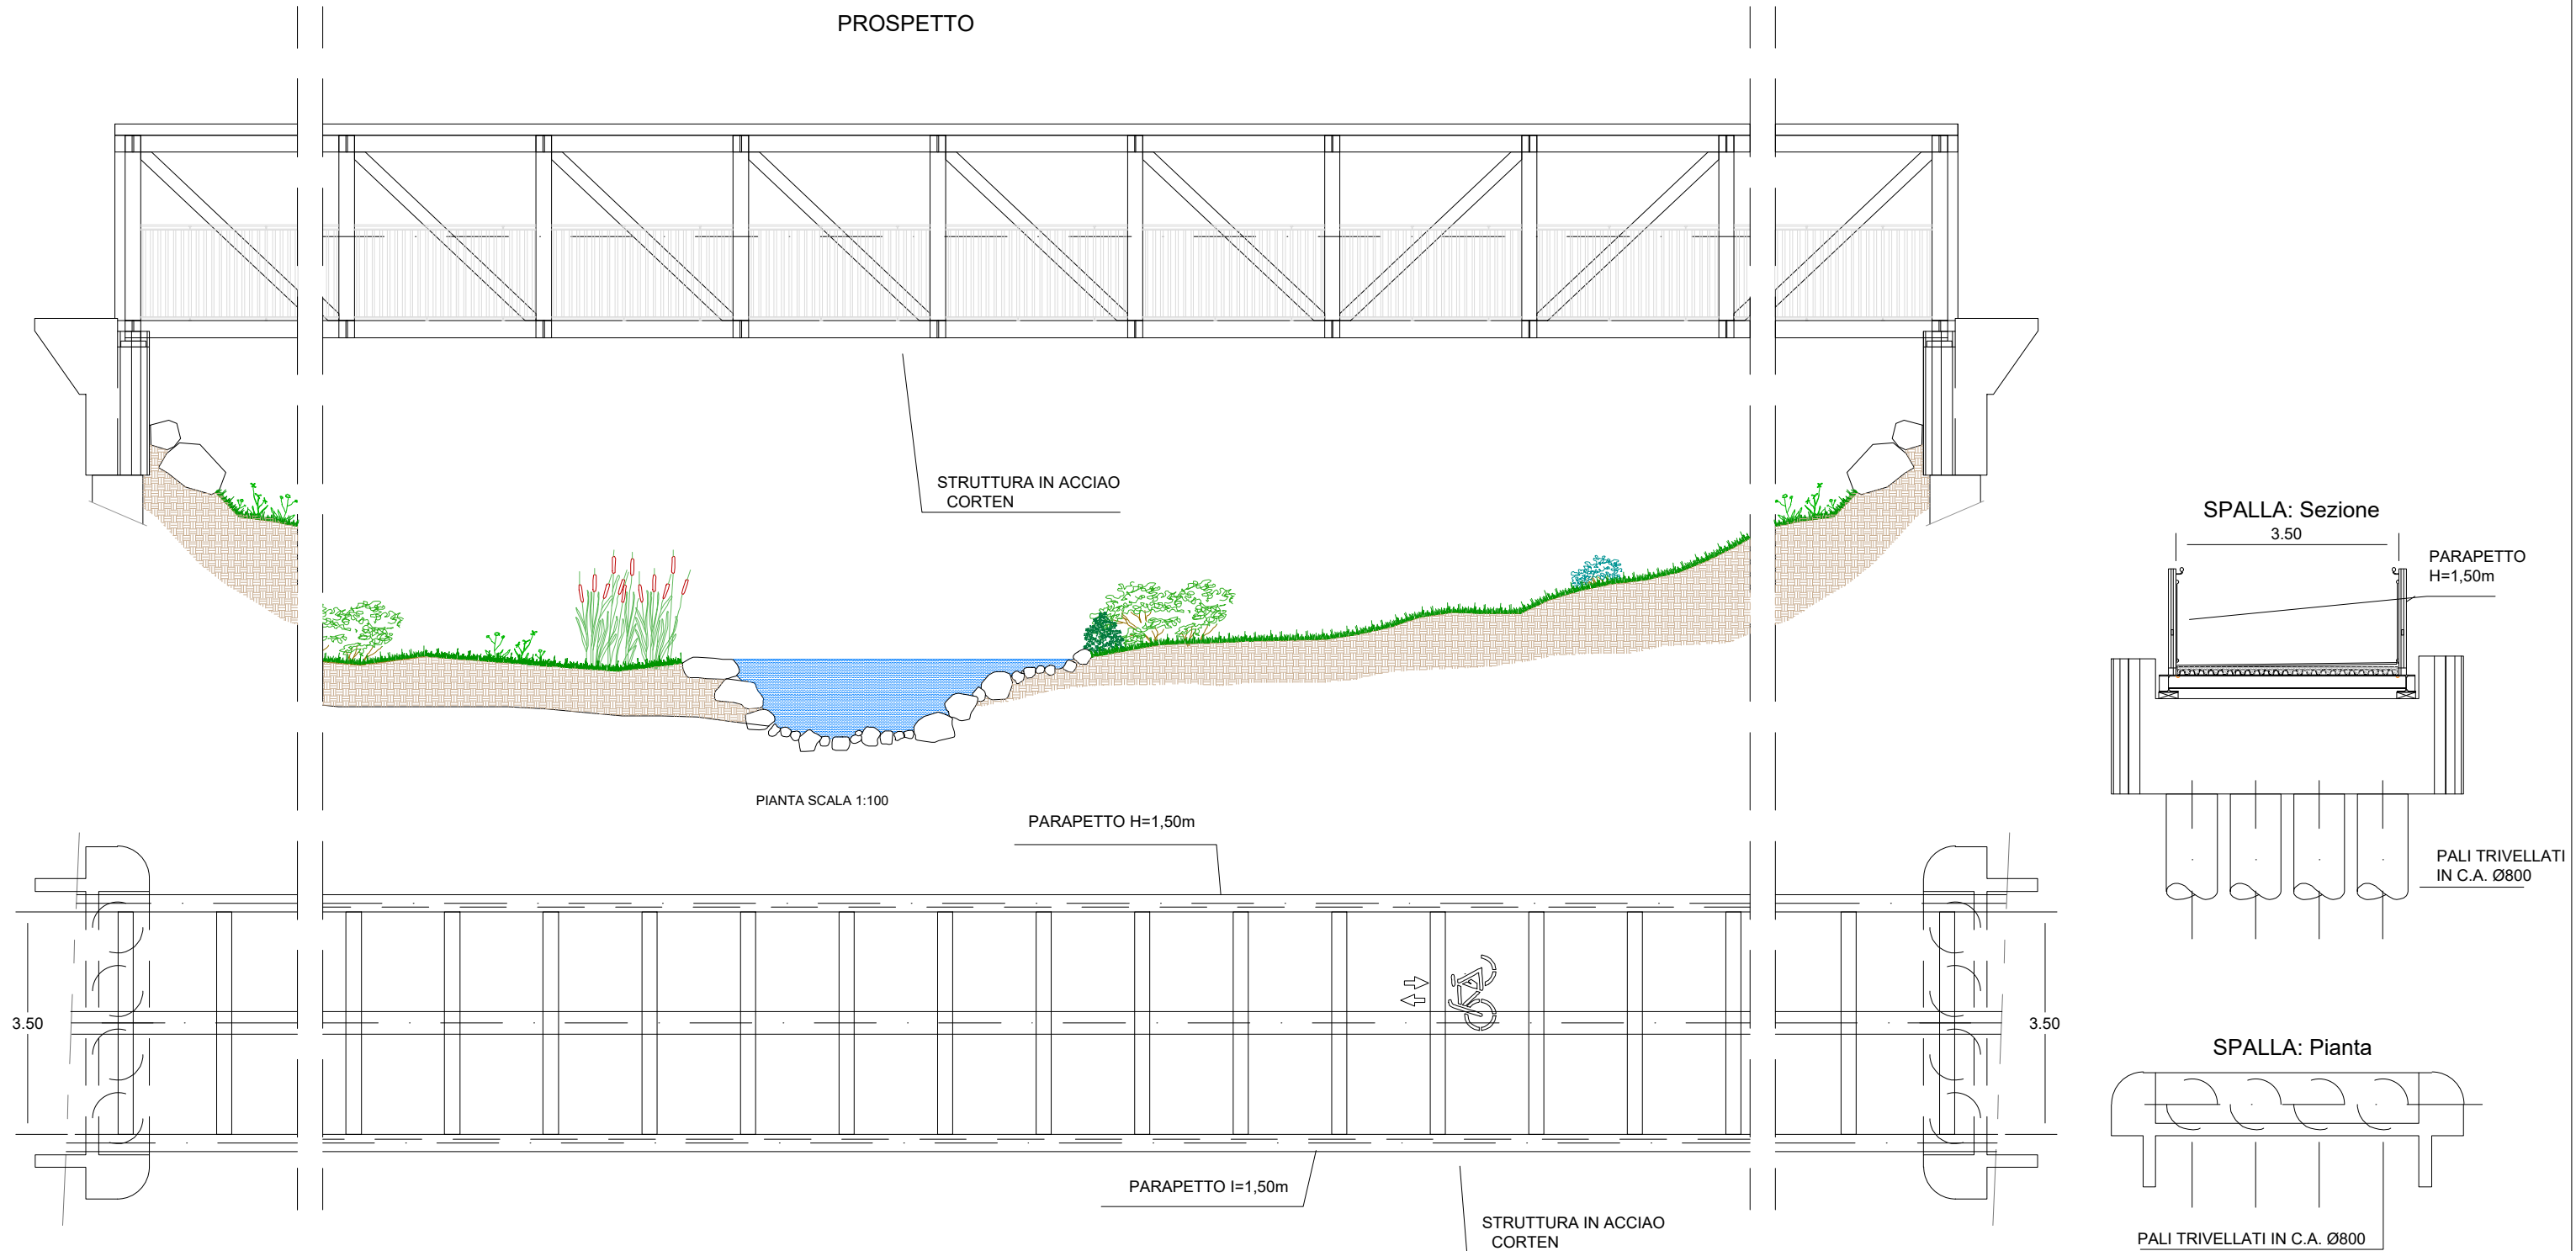 PROSPETTO
STRUTTURA IN ACCIAO
CORTEN
SPALLA: Sezione
3.50
PARAPETTO
H=1,50m
PALI TRIVELLATI
IN C.A. Ø800
PIANTA SCALA 1:100
PARAPETTO H=1,50m
3.50
3.50
PARAPETTO I=1,50m
STRUTTURA IN ACCIAO
CORTEN
SPALLA: Pianta
PALI TRIVELLATI IN C.A. Ø800